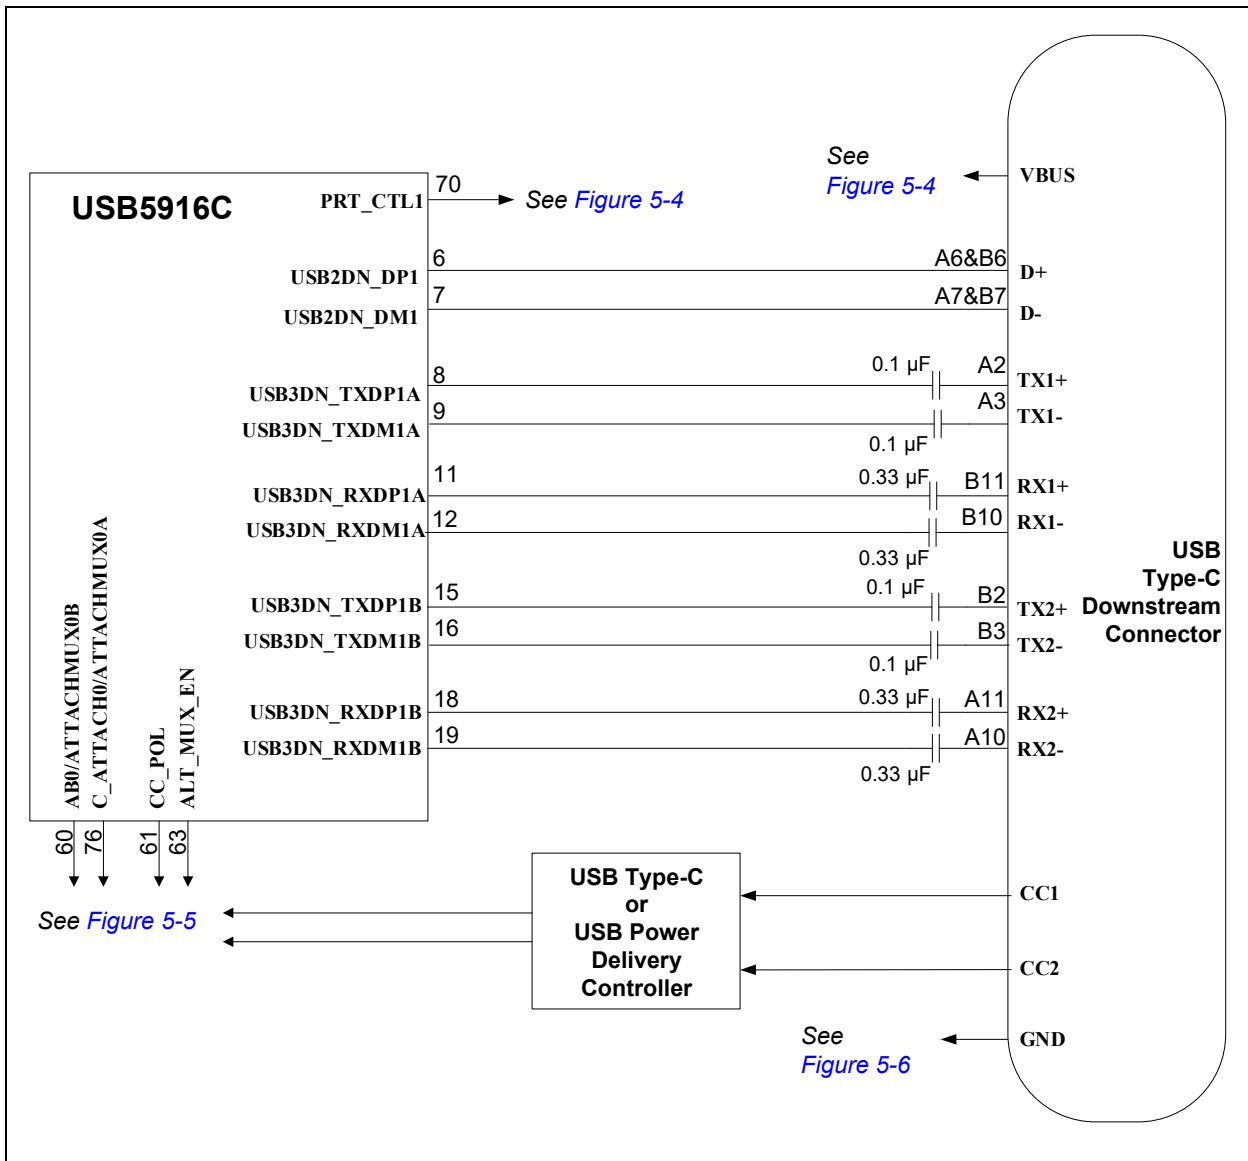 USB5916C
PRT_CTL1
70
See Figure 5-4
See
Figure 5-4
VBUS
USB2DN_DP1
6
A6&B6
D+
USB2DN_DM1
7
A7&B7
D-
USB3DN_TXDP1A
8
0.1 µF
A2
TX1+
USB3DN_TXDM1A
9
0.1 µF
A3
TX1-
USB3DN_RXDP1A
11
0.33 µF
B11
RX1+
USB3DN_RXDM1A
12
0.33 µF
B10
RX1-
USB3DN_TXDP1B
15
0.1 µF
B2
TX2+
USB3DN_TXDM1B
16
0.1 µF
B3
TX2-
USB3DN_RXDP1B
18
0.33 µF
A11
RX2+
USB3DN_RXDM1B
19
0.33 µF
A10
RX2-
USB
Type-C
Downstream
Connector
AB0/ATTACHMUX0B
C_ATTACH0/ATTACHMUX0A
CC_POL
ALT_MUX_EN
60
76
61
63
See Figure 5-5
USB Type-C
or
USB Power
Delivery
Controller
CC1
CC2
See
Figure 5-6
GND